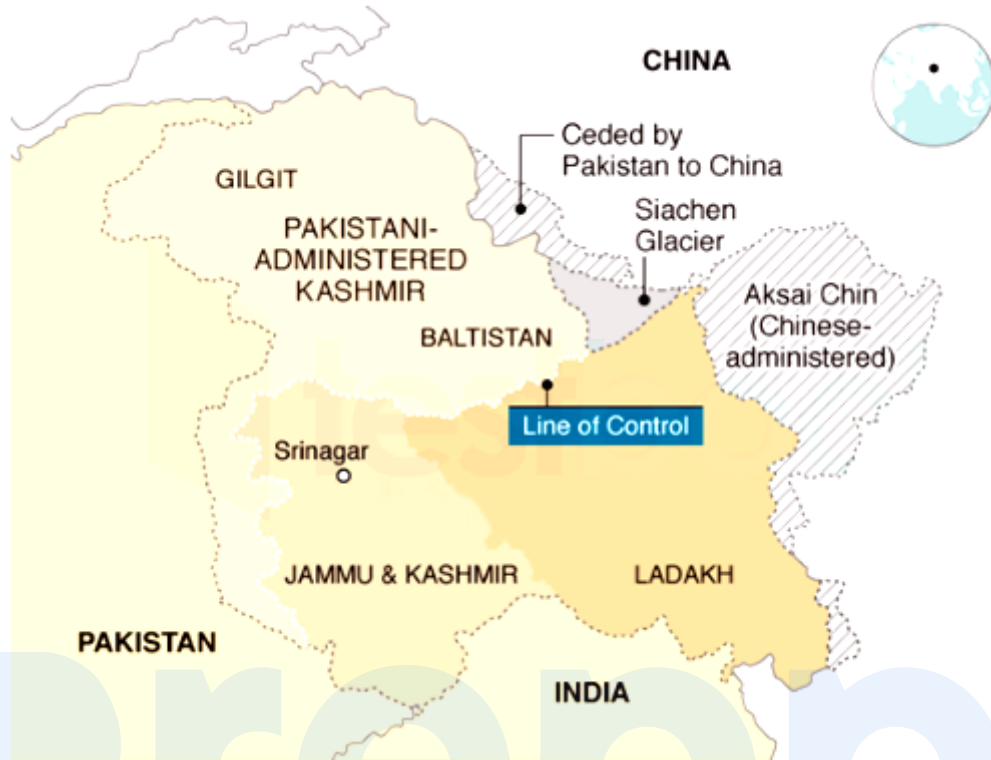 CHINA
Ceded by
Pakistan to China
Siachen
Glacier
GILGIT
PAKISTANI-
ADMINISTERED
KASHMIR
Aksai Chin
(Chinese-
administered)
BALTISTAN
Line of Control
Srinagar
JAMMU & KASHMIR
LADAKH
PAKISTAN
INDIA